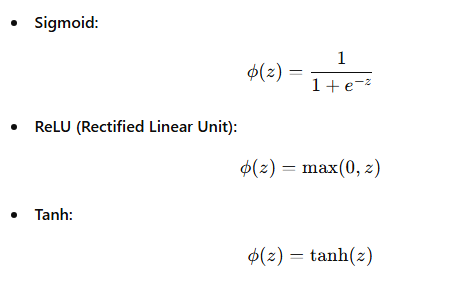 • Sigmoid:
ϕ(z) = 1 / (1 + e^{−z})
• ReLU (Rectified Linear Unit):
ϕ(z) = max(0, z)
• Tanh:
ϕ(z) = tanh(z)